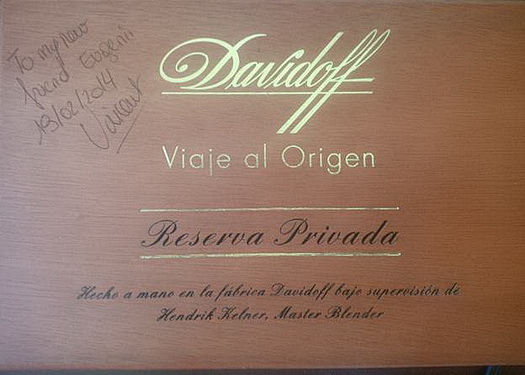 To my new
friend Evgenii
13/02/2014
Vincent
Davidoff
Viaje al Origen
Reserva Privada
Hecho a mano en la fábrica Davidoff bajo supervisión de
Hendrik Kelner, Master Blender